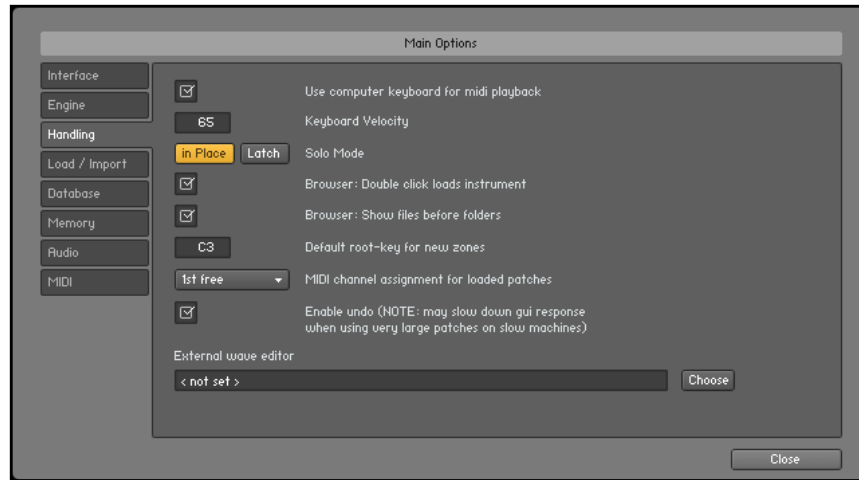 Main Options
Interface
Engine
Handling
Load / Import
Database
Memory
Audio
MIDI
Use computer keyboard for midi playback
65 Keyboard Velocity
in Place Latch Solo Mode
Browser: Double click loads instrument
Browser: Show files before folders
C3 Default root-key for new zones
1st free MIDI channel assignment for loaded patches
Enable undo (NOTE: may slow down gui response
when using very large patches on slow machines)
External wave editor
< not set > Choose
Close